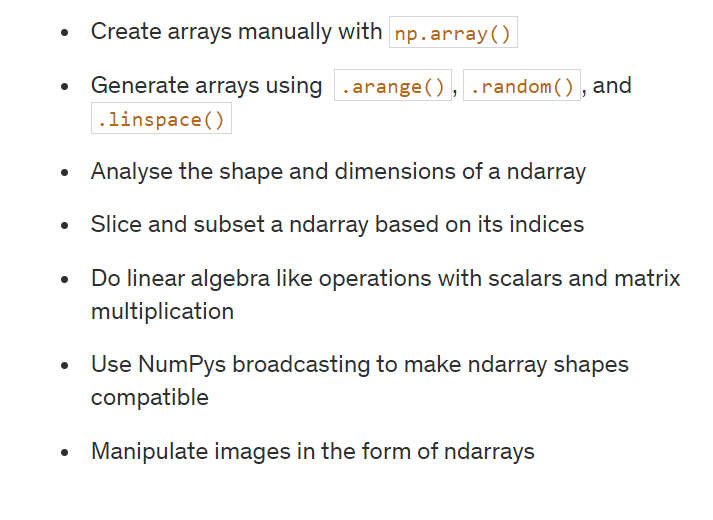 • Create arrays manually with np.array()
• Generate arrays using .arange(), .random(), and
.linspace()
• Analyse the shape and dimensions of a ndarray
• Slice and subset a ndarray based on its indices
• Do linear algebra like operations with scalars and matrix
multiplication
• Use NumPys broadcasting to make ndarray shapes
compatible
• Manipulate images in the form of ndarrays